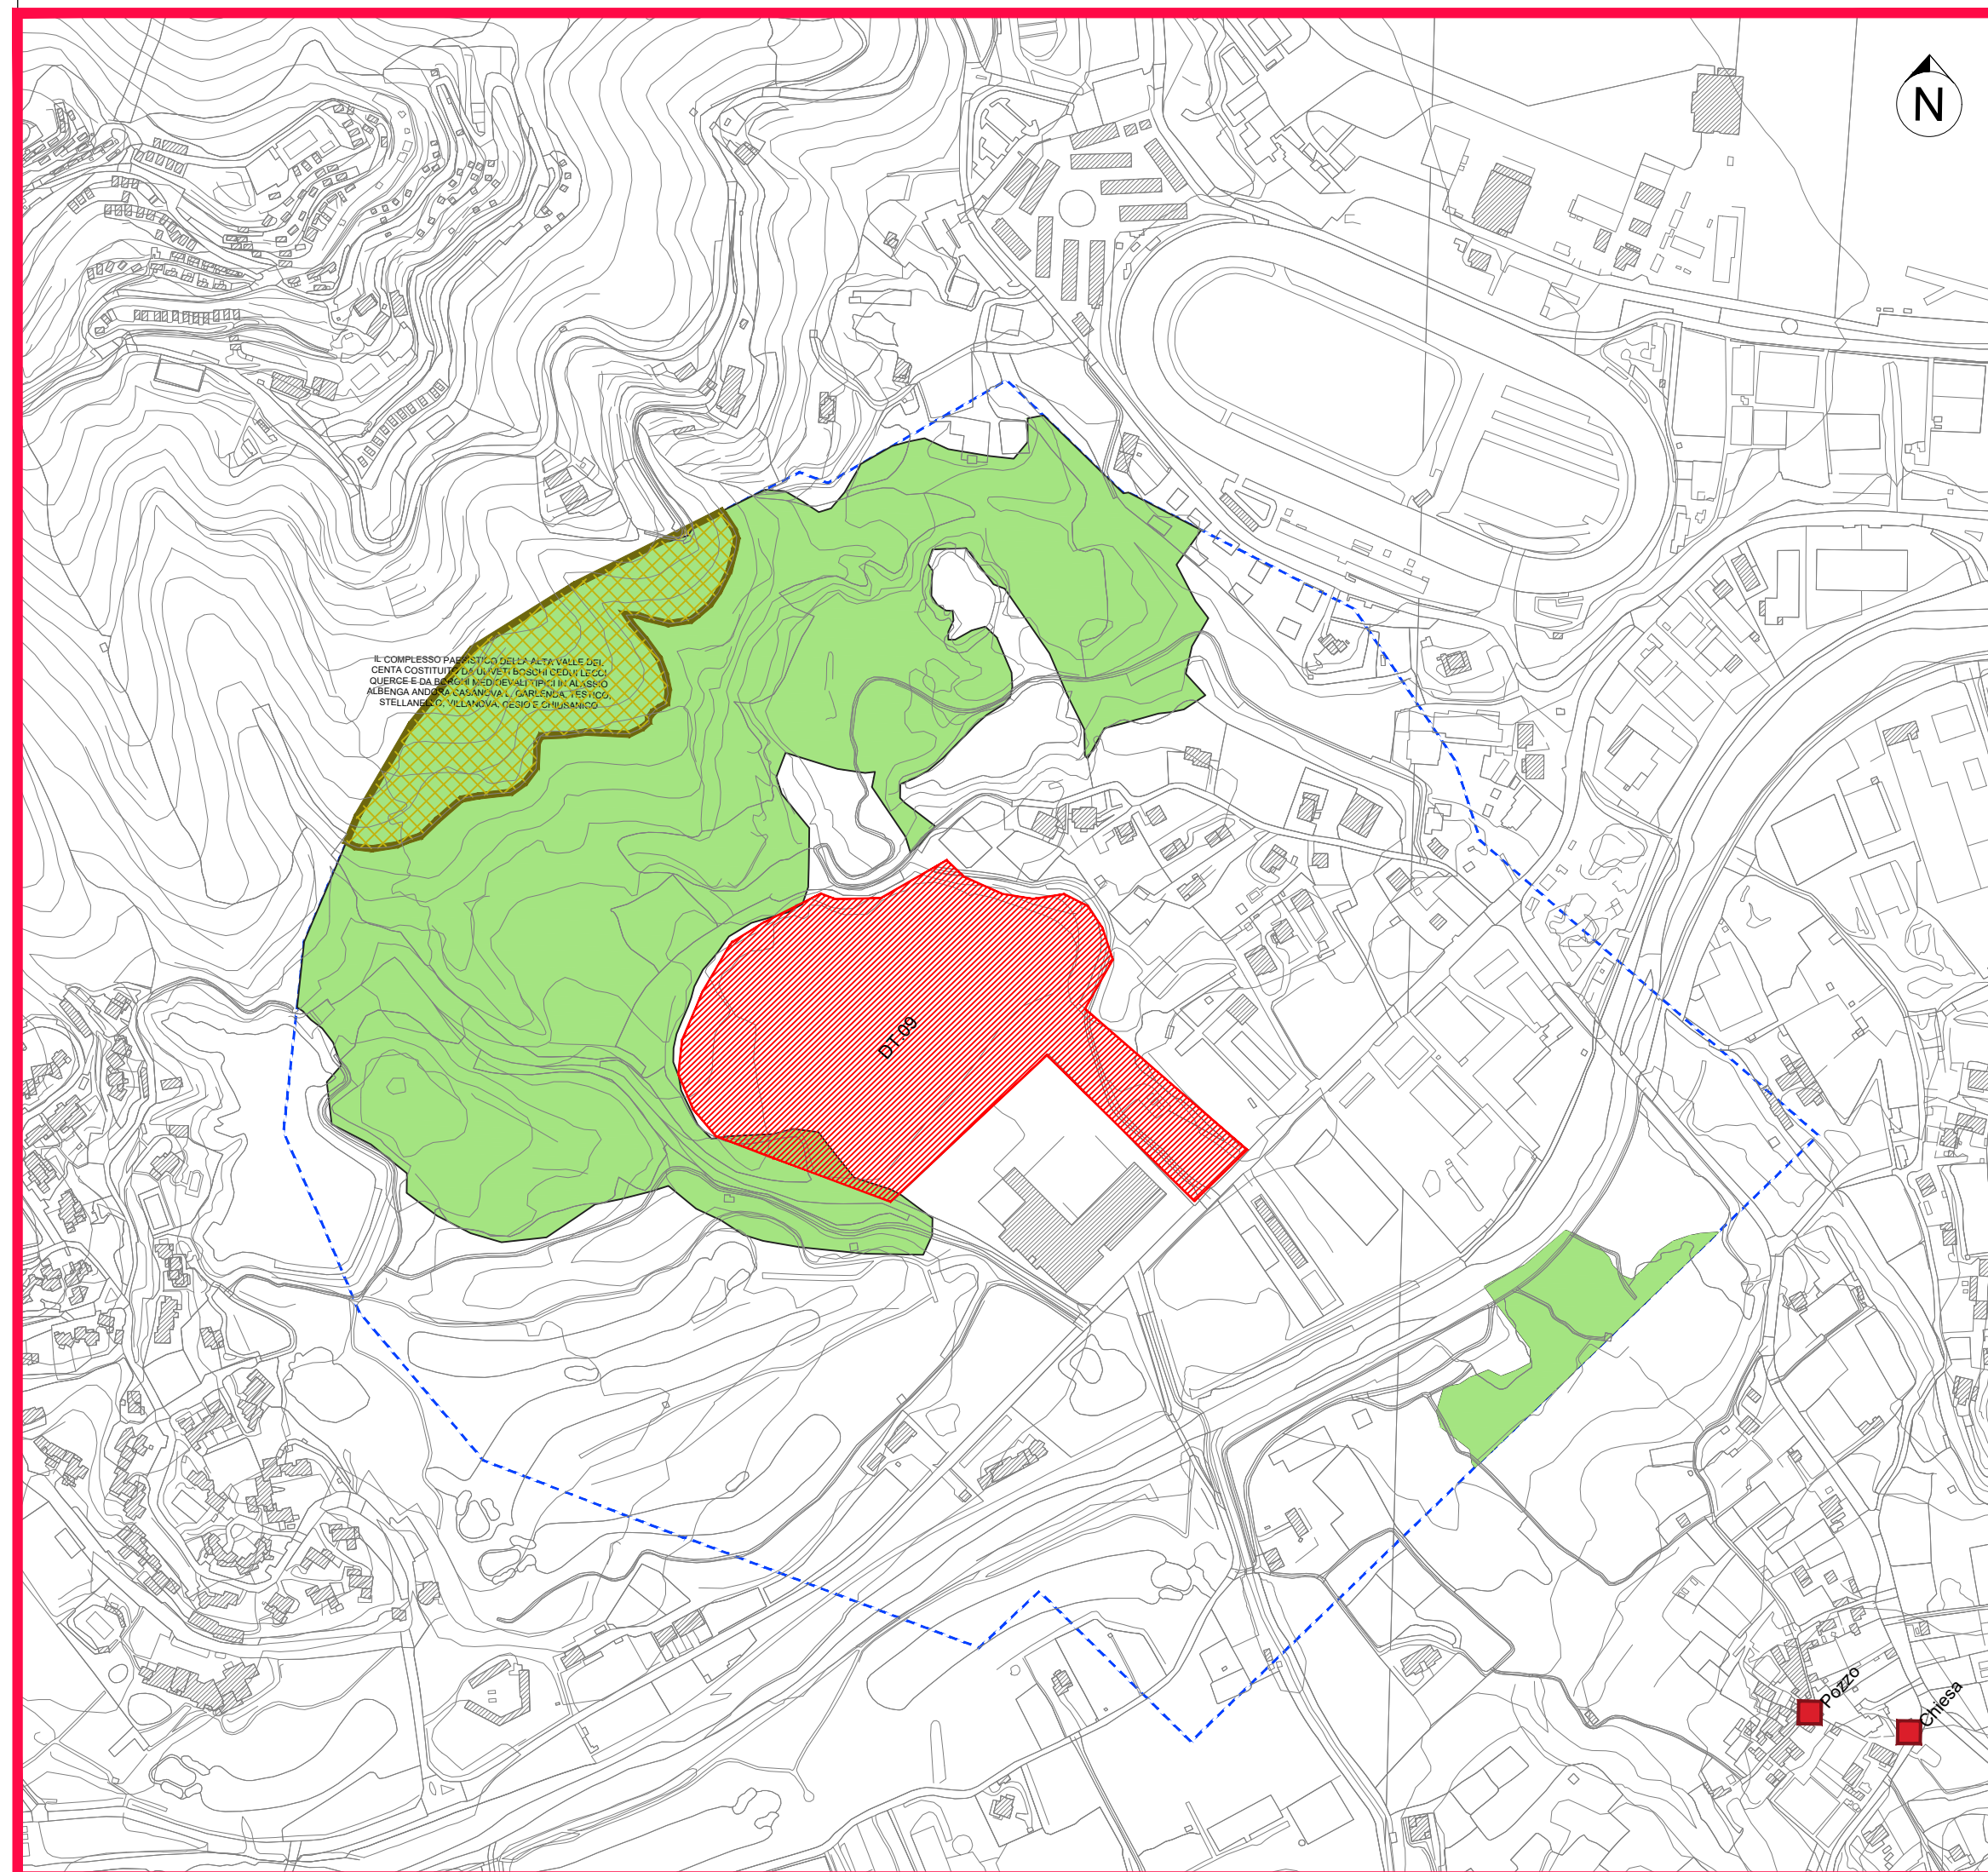 N
IL COMPLESSO PAESISTICO DELLA ALTA VALLE DEL
CENTA COSTITUITO DA ULIVETI BOSCHI CEDUI LECCI
QUERCE E DA BORGHI MEDIOEVALI TIPICI IN ALASSIO
ALBENGA ANDORA CASANOVA L. GARLENDA, TESTICO,
STELLANELLO, VILLANOVA, CESIO E CHIUSANICO
DT.09
Pozzo
Chiesa